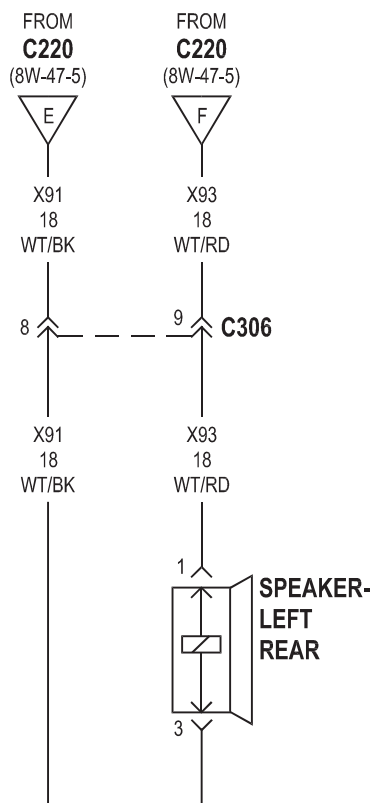 FROM
C220
(8W-47-5)
E
X91
18
WT/BK
8
X91
18
WT/BK
FROM
C220
(8W-47-5)
F
X93
18
WT/RD
9
C306
X93
18
WT/RD
1
SPEAKER-
LEFT
REAR
3